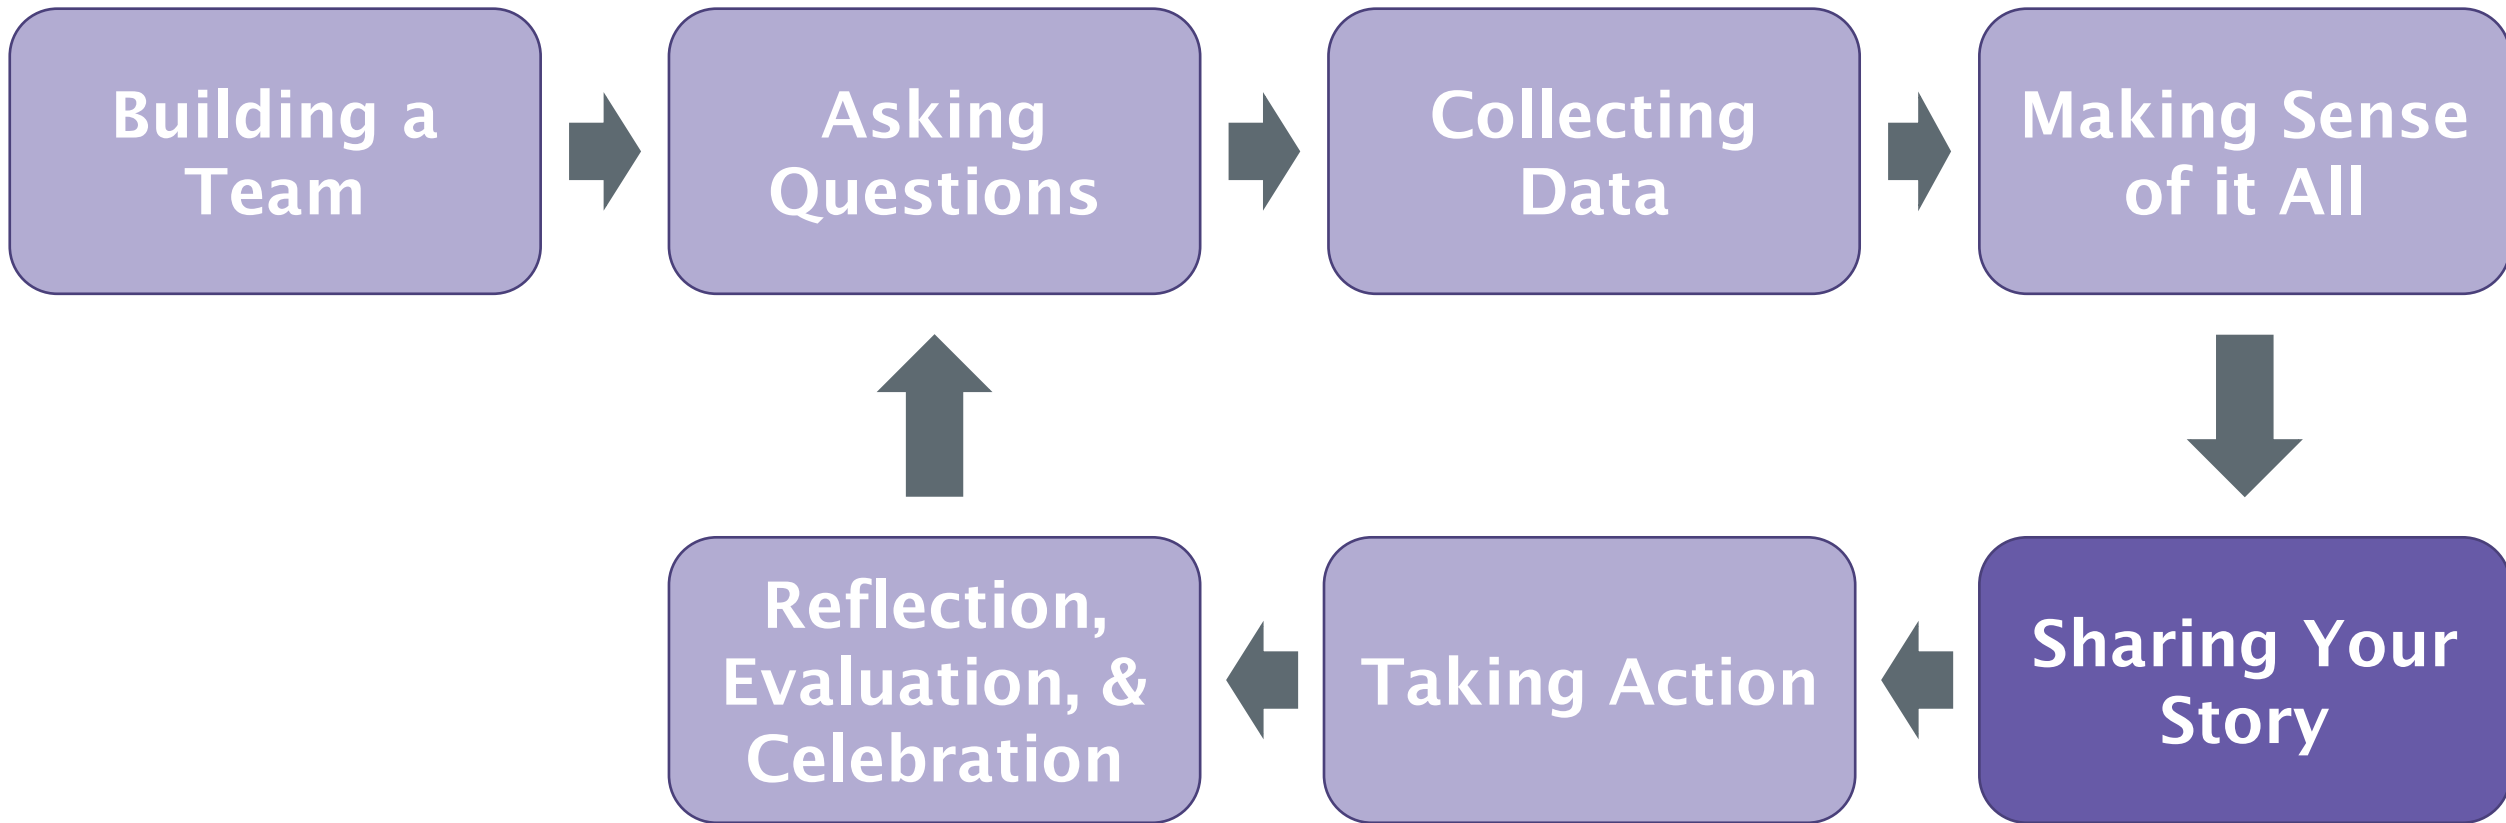 Building a
Team
Asking
Questions
Collecting
Data
Making Sense
of it All
Reflection,
Evaluation, &
Celebration
Taking Action
Sharing Your
Story